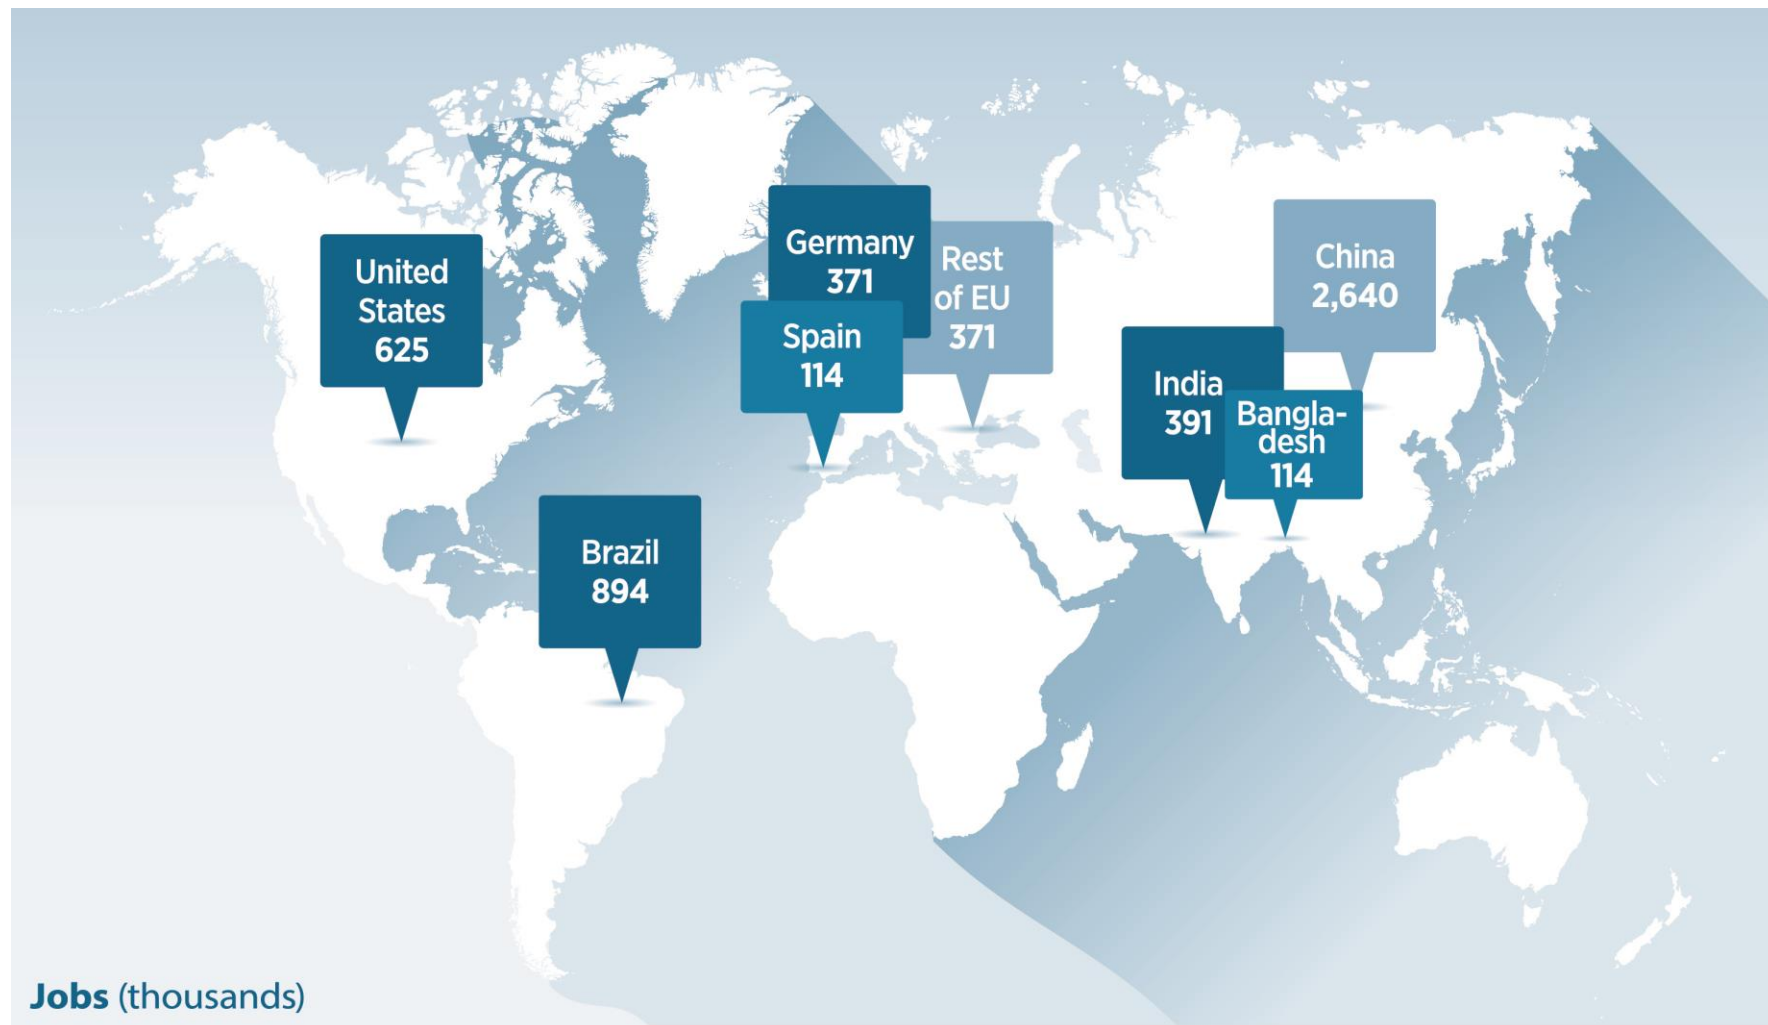 United
States
625
Brazil
894
Germany
371
Spain
114
Rest
of EU
371
India
391
Bangla-
desh
114
China
2,640
Jobs (thousands)